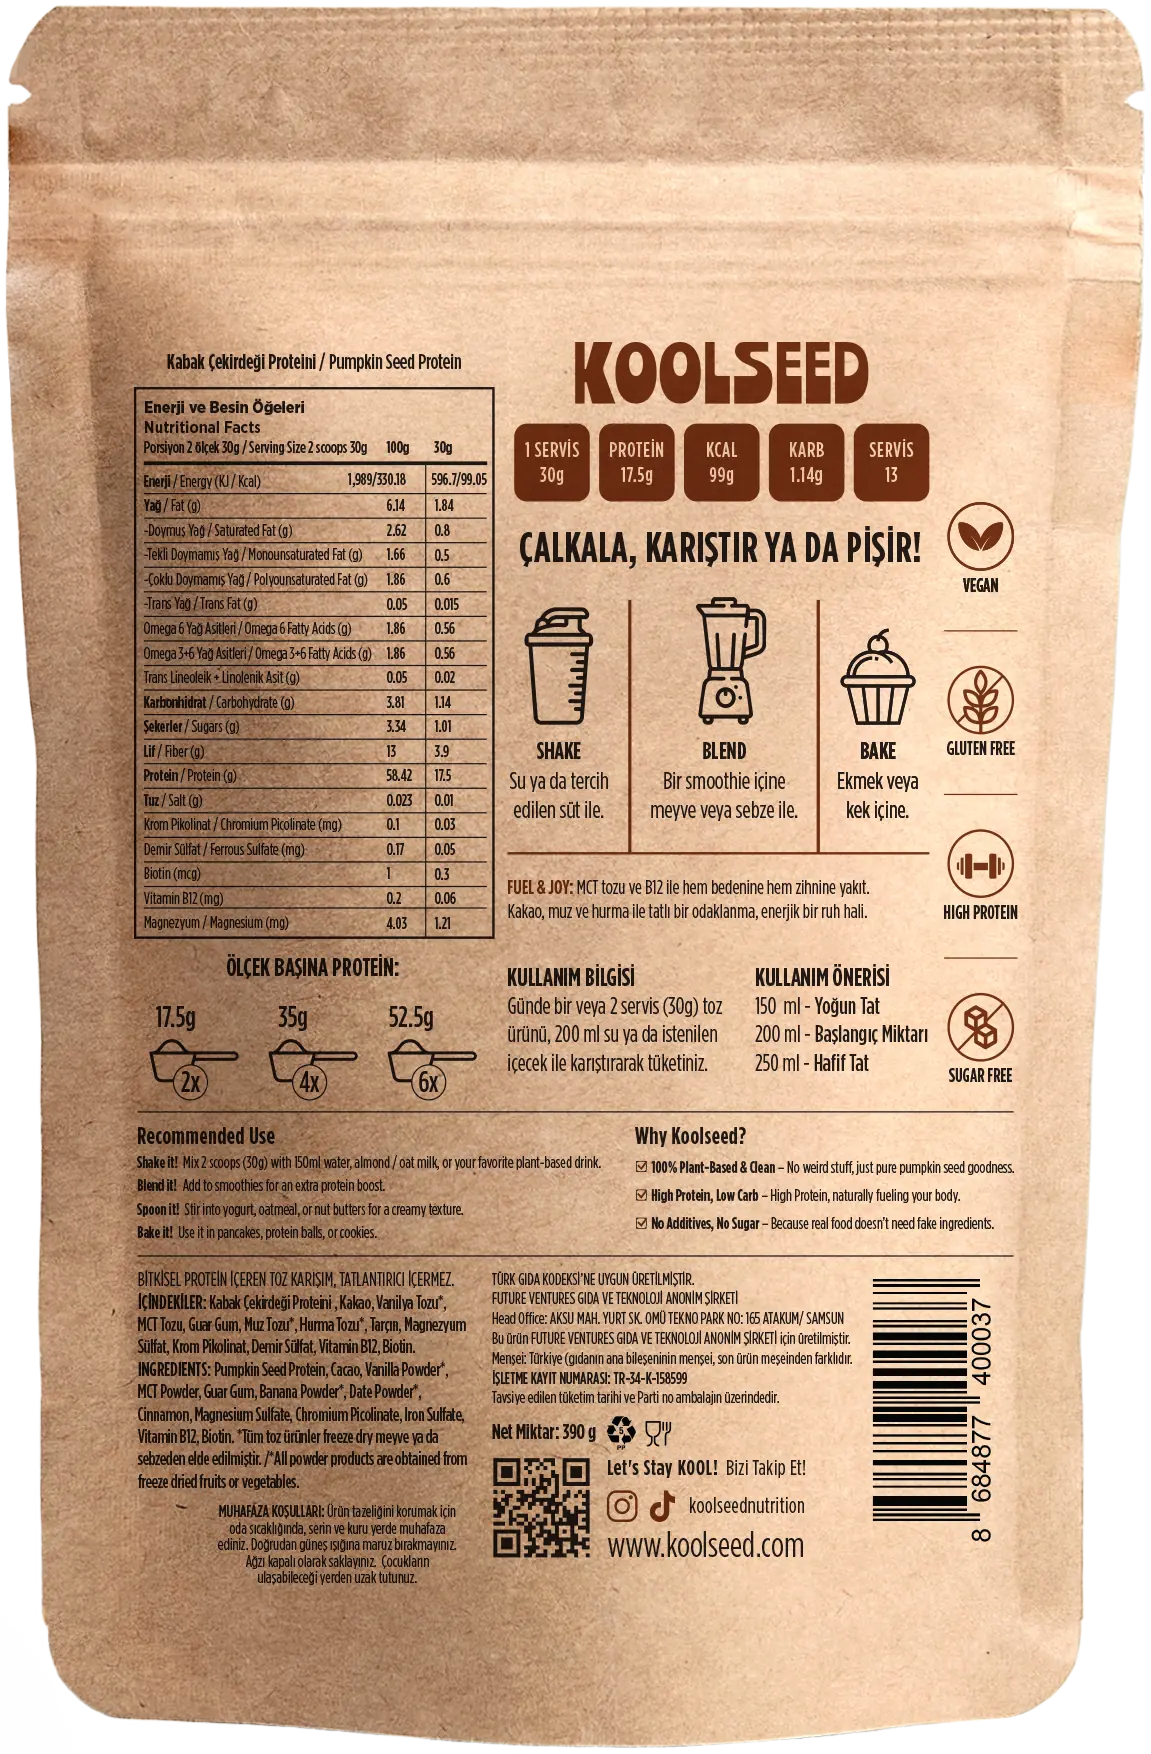 Kabak Çekirdeği Proteini / Pumpkin Seed Protein
Enerji ve Besin Öğeleri
Nutritional Facts
Porsiyon 2 ölçek 30g / Serving Size 2 scoops 30g 100g 30g
Enerji / Energy (KJ / Kcal) 1,989/330.18 596.7/99.05
Yağ / Fat (g) 6.14 1.84
-Doymuş Yağ / Saturated Fat (g) 2.62 0.8
-Tekli Doymamış Yağ / Monounsaturated Fat (g) 1.66 0.5
-Çoklu Doymamış Yağ / Polyounsaturated Fat (g) 1.86 0.6
-Trans Yağ / Trans Fat (g) 0.05 0.015
Omega 6 Yağ Asitleri / Omega 6 Fatty Acids (g) 1.86 0.56
Omega 3+6 Yağ Asitleri / Omega 3+6 Fatty Acids (g) 1.86 0.56
Trans Lineoleik + Linolenik Asit (g) 0.05 0.02
Karbonhidrat / Carbohydrate (g) 3.81 1.14
Şekerler / Sugars (g) 3.34 1.01
Lif / Fiber (g) 13 3.9
Protein / Protein (g) 58.42 17.5
Tuz / Salt (g) 0.023 0.01
Krom Pikolinat / Chromium Picolinate (mg) 0.1 0.03
Demir Sülfat / Ferrous Sulfate (mg) 0.17 0.05
Biotin (mcg) 1 0.3
Vitamin B12 (mg) 0.2 0.06
Magnezyum / Magnesium (mg) 4.03 1.21
ÖLÇEK BAŞINA PROTEİN:
17.5g 35g 52.5g
2x 4x 6x
KOOLSEED
1 SERVİS PROTEİN KCAL KARB SERVİS
30g 17.5g 99g 1.14g 13
ÇALKALA, KARIŞTIR YA DA PİŞİR!
SHAKE
Su ya da tercih
edilen süt ile.
BLEND
Bir smoothie içine
meyve veya sebze ile.
BAKE
Ekmek veya
kek içine.
FUEL & JOY: MCT tozu ve B12 ile hem bedenine hem zihnine yakıt.
Kakao, muz ve hurma ile tatlı bir odaklanma, enerjik bir ruh hali.
KULLANIM BİLGİSİ
Günde bir veya 2 servis (30g) toz
ürünü, 200 ml su ya da istenilen
içecek ile karıştırarak tüketiniz.
KULLANIM ÖNERİSİ
150 ml - Yoğun Tat
200 ml - Başlangıç Miktarı
250 ml - Hafif Tat
VEGAN
GLUTEN FREE
HIGH PROTEIN
SUGAR FREE
Recommended Use
Shake it! Mix 2 scoops (30g) with 150ml water, almond / oat milk, or your favorite plant-based drink.
Blend it! Add to smoothies for an extra protein boost.
Spoon it! Stir into yogurt, oatmeal, or nut butters for a creamy texture.
Bake it! Use it in pancakes, protein balls, or cookies.
Why Koolseed?
100% Plant-Based & Clean – No weird stuff, just pure pumpkin seed goodness.
High Protein, Low Carb – High Protein, naturally fueling your body.
No Additives, No Sugar – Because real food doesn't need fake ingredients.
BİTKİSEL PROTEİN İÇEREN TOZ KARIŞIM, TATLANTIRICI İÇERMEZ.
İÇİNDEKİLER: Kabak Çekirdeği Proteini , Kakao, Vanilya Tozu*,
MCT Tozu, Guar Gum, Muz Tozu*, Hurma Tozu*, Tarçın, Magnezyum
Sülfat, Krom Pikolinat, Demir Sülfat, Vitamin B12, Biotin.
INGREDIENTS: Pumpkin Seed Protein, Cacao, Vanilla Powder*,
MCT Powder, Guar Gum, Banana Powder*, Date Powder*,
Cinnamon, Magnesium Sulfate, Chromium Picolinate, Iron Sulfate,
Vitamin B12, Biotin. *Tüm toz ürünler freeze dry meyve ya da
sebzeden elde edilmiştir. /*All powder products are obtained from
freeze dried fruits or vegetables.
MUHAFAZA KOŞULLARI: Ürün tazeliğini korumak için
oda sıcaklığında, serin ve kuru yerde muhafaza
ediniz. Doğrudan güneş ışığına maruz bırakmayınız.
Ağzı kapalı olarak saklayınız. Çocukların
ulaşabileceği yerden uzak tutunuz.
TÜRK GIDA KODEKSİ'NE UYGUN ÜRETİLMİŞTİR.
FUTURE VENTURES GIDA VE TEKNOLOJİ ANONİM ŞİRKETİ
Head Office: AKSU MAH. YURT SK. OMÜ TEKNO PARK NO: 165 ATAKUM/ SAMSUN
Bu ürün FUTURE VENTURES GIDA VE TEKNOLOJİ ANONİM ŞİRKETİ için üretilmiştir.
Menşei: Türkiye (gıdanın ana bileşeninin menşei, son ürün meşeinden farklıdır.
İŞLETME KAYIT NUMARASI: TR-34-K-158599
Tavsiye edilen tüketim tarihi ve Parti no ambalajın üzerindedir.
Net Miktar: 390 g
5
PP
Let's Stay KOOL! Bizi Takip Et!
koolseednutrition
www.koolseed.com
8 684877 400037